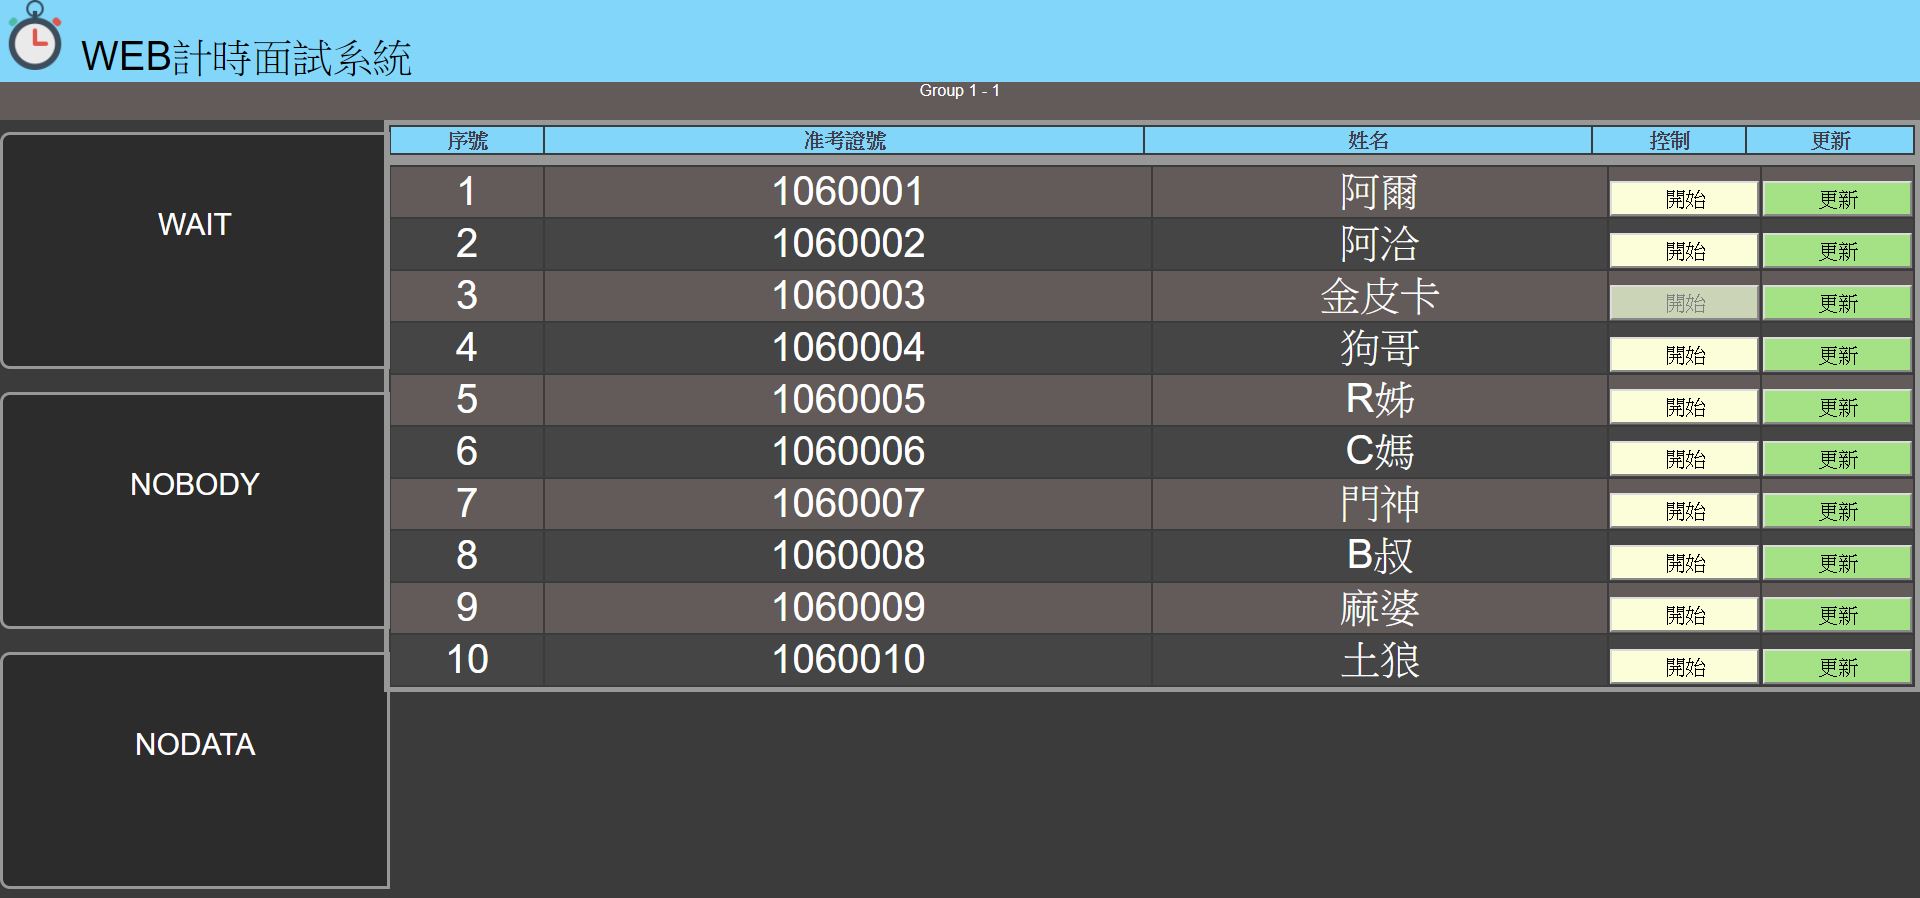 WEB計時面試系統
Group 1 - 1
WAIT
NOBODY
NODATA
序號 准考證號 姓名 控制 更新
1 1060001 阿爾 開始 更新
2 1060002 阿洽 開始 更新
3 1060003 金皮卡 開始 更新
4 1060004 狗哥 開始 更新
5 1060005 R姊 開始 更新
6 1060006 C媽 開始 更新
7 1060007 門神 開始 更新
8 1060008 B叔 開始 更新
9 1060009 麻婆 開始 更新
10 1060010 土狼 開始 更新